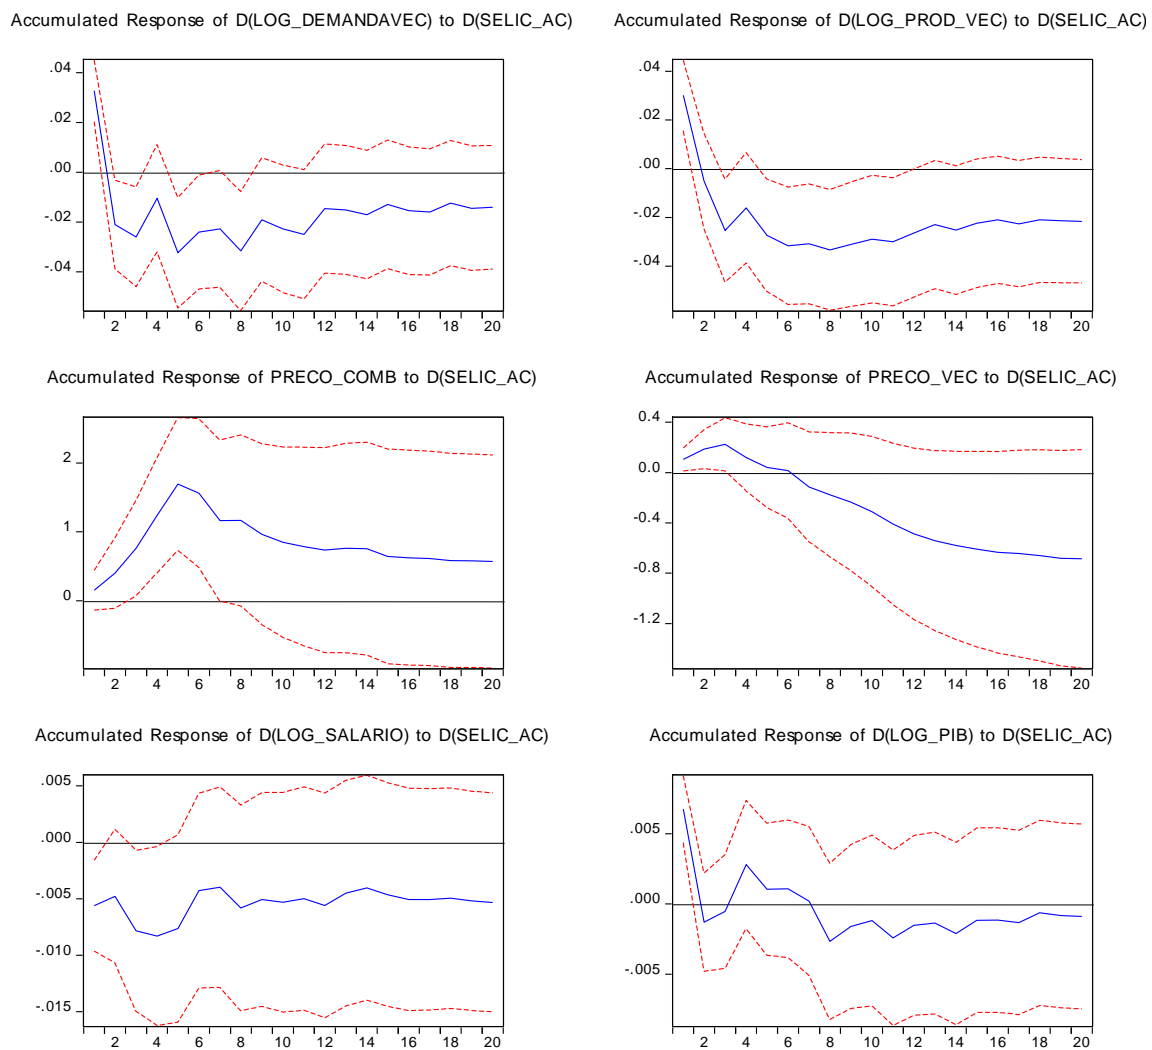 Accumulated Response of D(LOG_DEMANDAVEC) to D(SELIC_AC)
.04
.02
.00
-.02
-.04
2 4 6 8 10 12 14 16 18 20
Accumulated Response of D(LOG_PROD_VEC) to D(SELIC_AC)
.04
.02
.00
-.02
-.04
2 4 6 8 10 12 14 16 18 20
Accumulated Response of PRECO_COMB to D(SELIC_AC)
2
1
0
2 4 6 8 10 12 14 16 18 20
Accumulated Response of PRECO_VEC to D(SELIC_AC)
0.4
0.0
-0.4
-0.8
-1.2
2 4 6 8 10 12 14 16 18 20
Accumulated Response of D(LOG_SALARIO) to D(SELIC_AC)
.005
.000
-.005
-.010
-.015
2 4 6 8 10 12 14 16 18 20
Accumulated Response of D(LOG_PIB) to D(SELIC_AC)
.005
.000
-.005
2 4 6 8 10 12 14 16 18 20